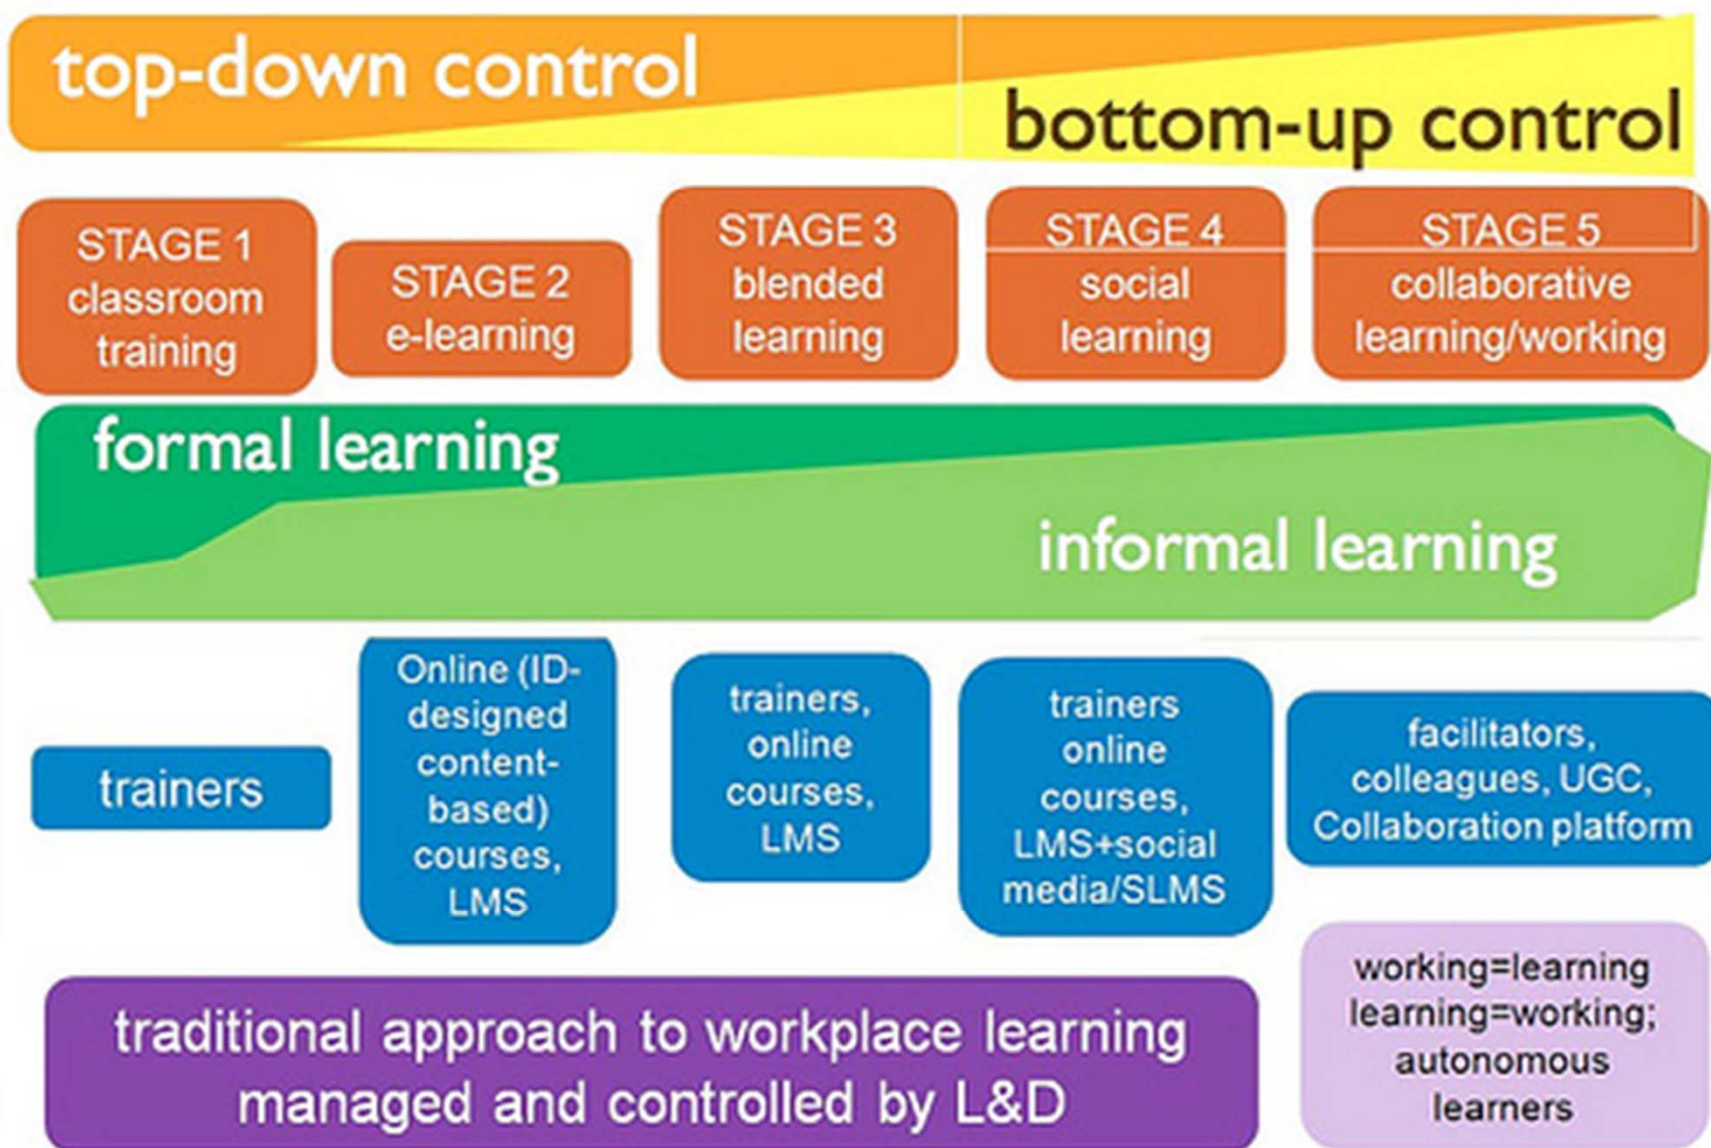 top-down control
bottom-up control
STAGE 1
classroom
training
STAGE 2
e-learning
STAGE 3
blended
learning
STAGE 4
social
learning
STAGE 5
collaborative
learning/working
formal learning
informal learning
trainers
Online (ID-
designed
content-
based)
courses,
LMS
trainers,
online
courses,
LMS
trainers
online
courses,
LMS+social
media/SLMS
facilitators,
colleagues, UGC,
Collaboration platform
traditional approach to workplace learning
managed and controlled by L&D
working=learning
learning=working;
autonomous
learners